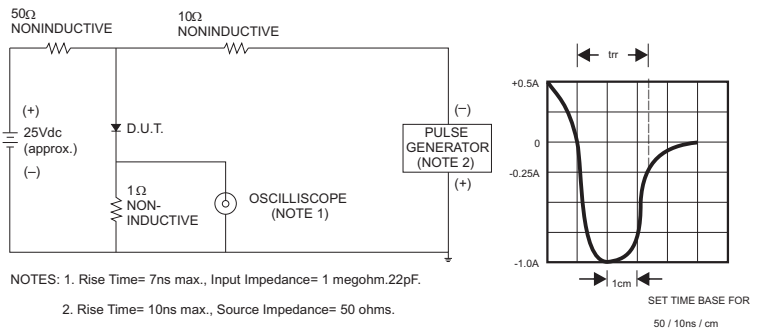 50Ω
NONINDUCTIVE
10Ω
NONINDUCTIVE
(+)
25Vdc
(approx.)
(–)
D.U.T.
1Ω
NON-
INDUCTIVE
OSCILLISCOPE
(NOTE 1)
(–)
PULSE
GENERATOR
(NOTE 2)
(+)
trr
+0.5A
0
-0.25A
-1.0A
1cm
SET TIME BASE FOR
50 / 10ns / cm
NOTES: 1. Rise Time= 7ns max., Input Impedance= 1 megohm.22pF.
2. Rise Time= 10ns max., Source Impedance= 50 ohms.